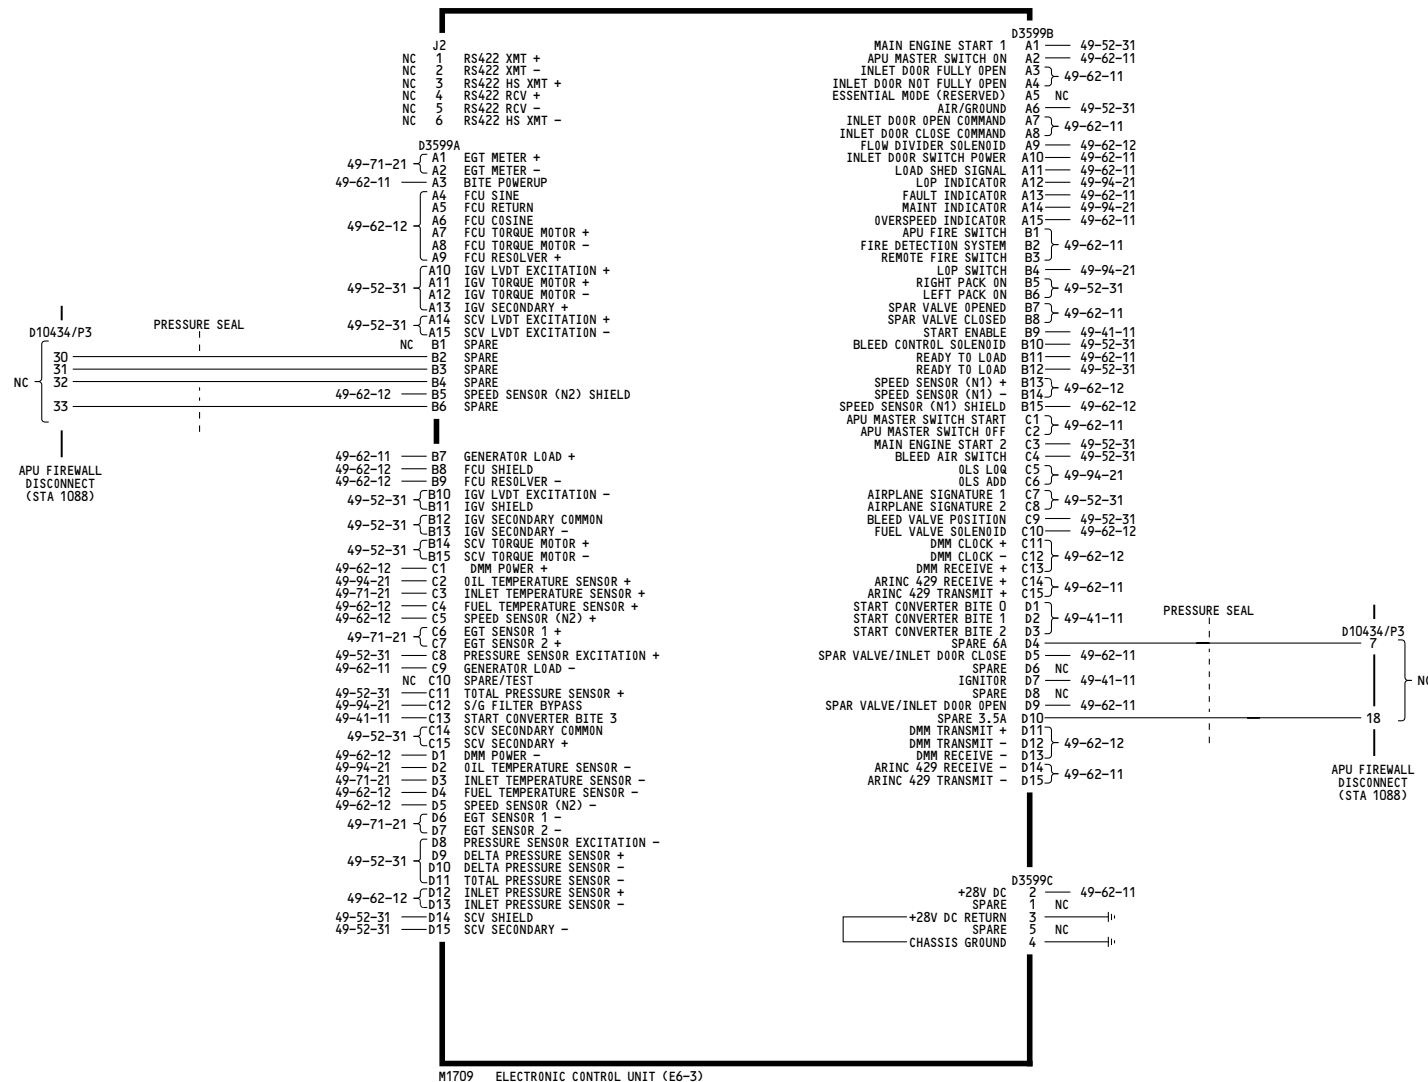 J2
NC 1 RS422 XMT +
NC 2 RS422 XMT -
NC 3 RS422 HS XMT +
NC 4 RS422 RCV +
NC 5 RS422 RCV -
NC 6 RS422 HS XMT -
D3599A
49-71-21 A1 EGT METER +
A2 EGT METER -
49-62-11 A3 BITE POWERUP
A4 FCU SINE
A5 FCU RETURN
49-62-12 A6 FCU COSINE
A7 FCU TORQUE MOTOR +
A8 FCU TORQUE MOTOR -
A9 FCU RESOLVER +
A10 IGV LVDT EXCITATION +
49-52-31 A11 IGV TORQUE MOTOR +
A12 IGV TORQUE MOTOR -
A13 IGV SECONDARY +
49-52-31 A14 SCV LVDT EXCITATION +
A15 SCV LVDT EXCITATION -
NC B1 SPARE
D10434/P3
PRESSURE SEAL
NC
30 B2 SPARE
31 B3 SPARE
32 B4 SPARE
49-62-12 B5 SPEED SENSOR (N2) SHIELD
33 B6 SPARE
APU FIREWALL
DISCONNECT
(STA 1088)
49-62-11 B7 GENERATOR LOAD +
49-62-12 B8 FCU SHIELD
49-62-12 B9 FCU RESOLVER -
49-52-31 B10 IGV LVDT EXCITATION -
B11 IGV SHIELD
49-52-31 B12 IGV SECONDARY COMMON
B13 IGV SECONDARY -
49-52-31 B14 SCV TORQUE MOTOR +
B15 SCV TORQUE MOTOR -
49-62-12 C1 DMM POWER +
49-94-21 C2 OIL TEMPERATURE SENSOR +
49-71-21 C3 INLET TEMPERATURE SENSOR +
49-62-12 C4 FUEL TEMPERATURE SENSOR +
49-62-12 C5 SPEED SENSOR (N2) +
49-71-21 C6 EGT SENSOR 1 +
C7 EGT SENSOR 2 +
49-52-31 C8 PRESSURE SENSOR EXCITATION +
49-62-11 C9 GENERATOR LOAD -
NC C10 SPARE/TEST
49-52-31 C11 TOTAL PRESSURE SENSOR +
49-94-21 C12 S/G FILTER BYPASS
49-41-11 C13 START CONVERTER BITE 3
49-52-31 C14 SCV SECONDARY COMMON
C15 SCV SECONDARY +
49-62-12 D1 DMM POWER -
49-94-21 D2 OIL TEMPERATURE SENSOR -
49-71-21 D3 INLET TEMPERATURE SENSOR -
49-62-12 D4 FUEL TEMPERATURE SENSOR -
49-62-12 D5 SPEED SENSOR (N2) -
49-71-21 D6 EGT SENSOR 1 -
D7 EGT SENSOR 2 -
D8 PRESSURE SENSOR EXCITATION -
49-52-31 D9 DELTA PRESSURE SENSOR +
D10 DELTA PRESSURE SENSOR -
D11 TOTAL PRESSURE SENSOR -
49-62-12 D12 INLET PRESSURE SENSOR +
D13 INLET PRESSURE SENSOR -
49-52-31 D14 SCV SHIELD
49-52-31 D15 SCV SECONDARY -
D3599B
MAIN ENGINE START 1 A1 49-52-31
APU MASTER SWITCH ON A2 49-62-11
INLET DOOR FULLY OPEN A3 49-62-11
INLET DOOR NOT FULLY OPEN A4
ESSENTIAL MODE (RESERVED) A5 NC
AIR/GROUND A6 49-52-31
INLET DOOR OPEN COMMAND A7 49-62-11
INLET DOOR CLOSE COMMAND A8
FLOW DIVIDER SOLENOID A9 49-62-12
INLET DOOR SWITCH POWER A10 49-62-11
LOAD SHED SIGNAL A11 49-62-11
LOP INDICATOR A12 49-94-21
FAULT INDICATOR A13 49-62-11
MAINT INDICATOR A14 49-94-21
OVERSPEED INDICATOR A15 49-62-11
APU FIRE SWITCH B1
FIRE DETECTION SYSTEM B2 49-62-11
REMOTE FIRE SWITCH B3
LOP SWITCH B4 49-94-21
RIGHT PACK ON B5 49-52-31
LEFT PACK ON B6
SPAR VALVE OPENED B7 49-62-11
SPAR VALVE CLOSED B8
START ENABLE B9 49-41-11
BLEED CONTROL SOLENOID B10 49-52-31
READY TO LOAD B11 49-62-11
READY TO LOAD B12 49-52-31
SPEED SENSOR (N1) + B13 49-62-12
SPEED SENSOR (N1) - B14
SPEED SENSOR (N1) SHIELD B15 49-62-12
APU MASTER SWITCH START C1 49-62-11
APU MASTER SWITCH OFF C2
MAIN ENGINE START 2 C3 49-52-31
BLEED AIR SWITCH C4 49-52-31
OLS LOQ C5 49-94-21
OLS ADD C6
AIRPLANE SIGNATURE 1 C7 49-52-31
AIRPLANE SIGNATURE 2 C8
BLEED VALVE POSITION C9 49-52-31
FUEL VALVE SOLENOID C10 49-62-12
DMM CLOCK + C11
DMM CLOCK - C12 49-62-12
DMM RECEIVE + C13
ARINC 429 RECEIVE + C14 49-62-11
ARINC 429 TRANSMIT + C15
START CONVERTER BITE 0 D1
START CONVERTER BITE 1 D2 49-41-11
START CONVERTER BITE 2 D3
PRESSURE SEAL
D10434/P3
SPARE 6A D4 7
SPAR VALVE/INLET DOOR CLOSE D5 49-62-11
SPARE D6 NC
IGNITOR D7 49-41-11
NC
SPARE D8 NC
SPAR VALVE/INLET DOOR OPEN D9 49-62-11
SPARE 3.5A D10 18
DMM TRANSMIT + D11
DMM TRANSMIT - D12 49-62-12
DMM RECEIVE - D13
ARINC 429 RECEIVE - D14 49-62-11
ARINC 429 TRANSMIT - D15
APU FIREWALL
DISCONNECT
(STA 1088)
D3599C
+28V DC 2 49-62-11
SPARE 1 NC
+28V DC RETURN 3
SPARE 5 NC
CHASSIS GROUND 4
M1709 ELECTRONIC CONTROL UNIT (E6-3)